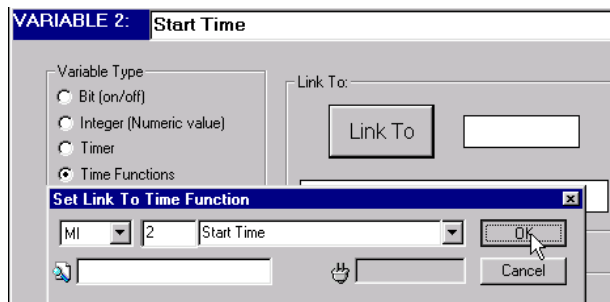 VARIABLE 2: Start Time
Variable Type
Bit (on/off)
Integer (Numeric value)
Timer
Time Functions
Link To:
Link To
Set Link To Time Function
MI 2 Start Time OK
Cancel